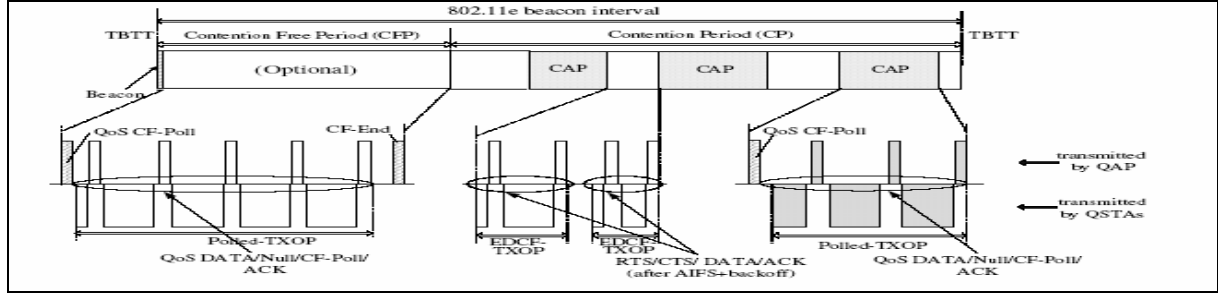 802.11e beacon interval
TBTT
Contention Free Period (CFP)
Contention Period (CP)
TBTT
(Optional)
CAP
CAP
CAP
Beacon
QoS CF-Poll
CF-End
QoS CF-Poll
transmitted
by QAP
transmitted
by QSTAs
Polled-TXOP
EDCF-
TXOP
EDCF-
TXOP
Polled-TXOP
QoS DATA/Null/CF-Poll/
ACK
RTS/CTS/ DATA/ACK
(after AIFS+backoff)
QoS DATA/Null/CF-Poll/
ACK